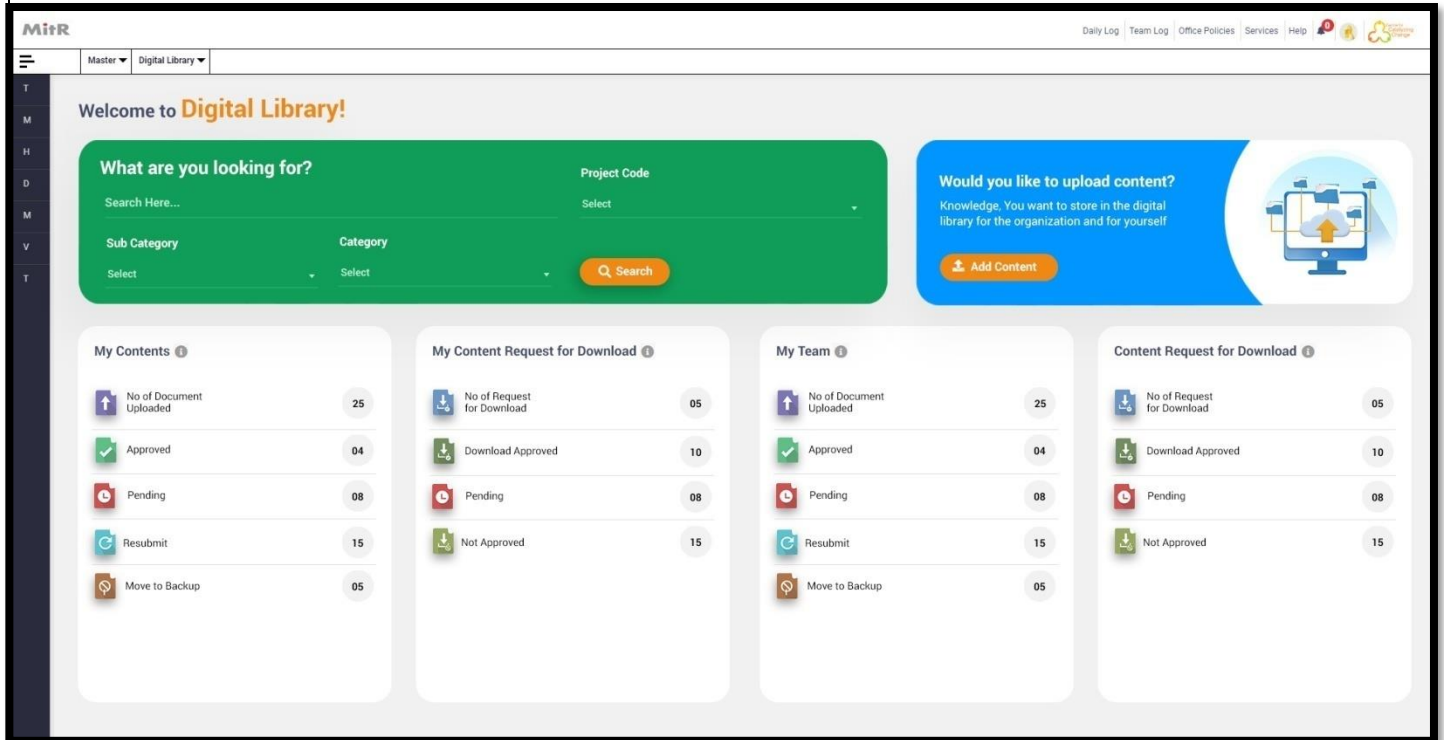 MitR
Daily Log
Team Log
Office Policies
Services
Help
0
Master
Digital Library
T
M
H
D
M
V
T
Welcome to Digital Library!
What are you looking for?
Search Here...
Project Code
Select
Sub Category
Select
Category
Select
Search
Would you like to upload content?
Knowledge, You want to store in the digital
library for the organization and for yourself
Add Content
My Contents
No of Document
Uploaded
25
Approved
04
Pending
08
Resubmit
15
Move to Backup
05
My Content Request for Download
No of Request
for Download
05
Download Approved
10
Pending
08
Not Approved
15
My Team
No of Document
Uploaded
25
Approved
04
Pending
08
Resubmit
15
Move to Backup
05
Content Request for Download
No of Request
for Download
05
Download Approved
10
Pending
08
Not Approved
15